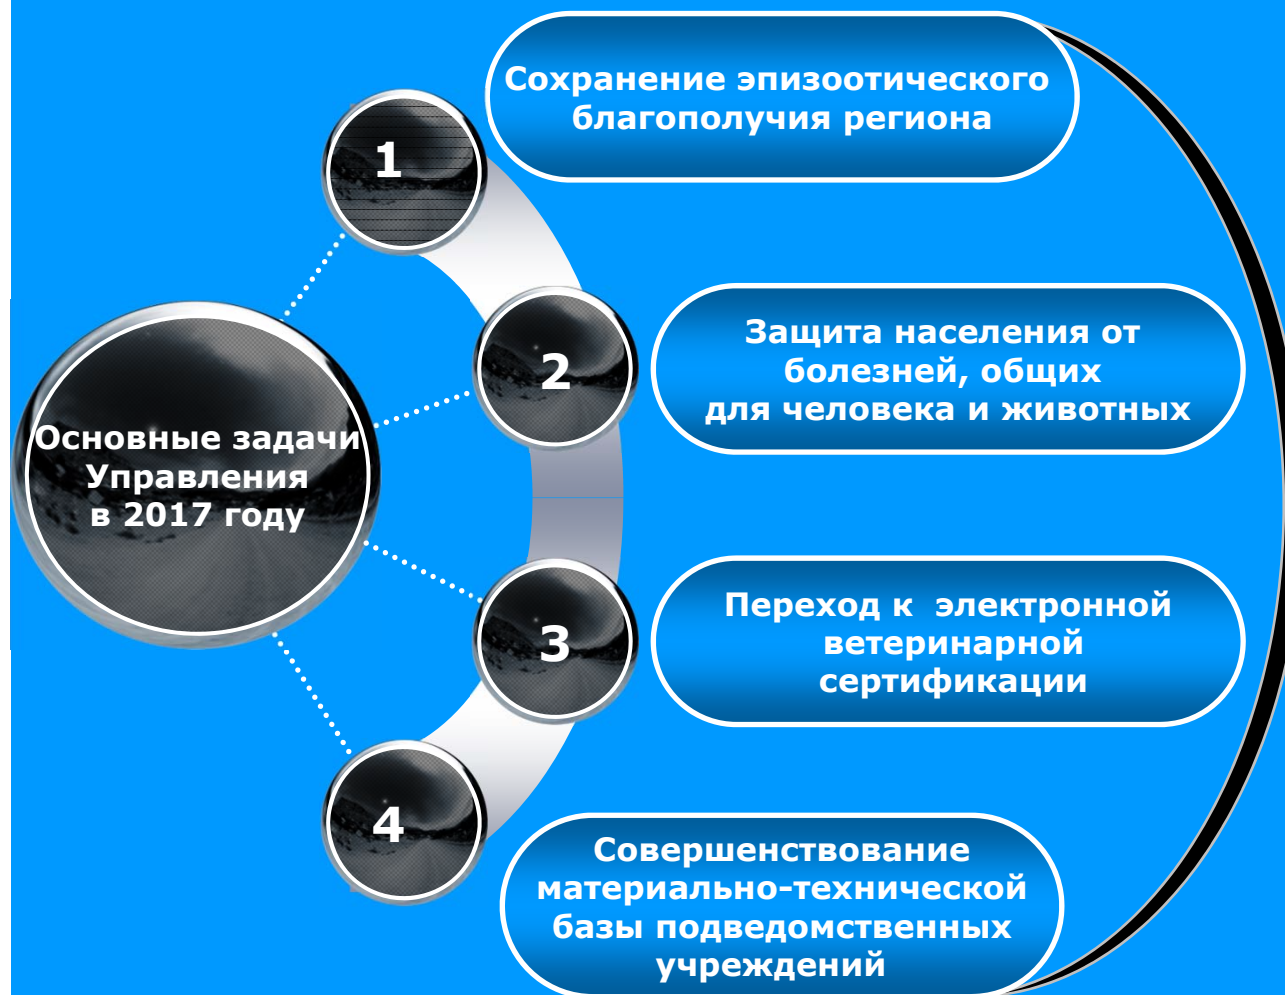 Сохранение эпизоотического
благополучия региона
1
Защита населения от
болезней, общих
для человека и животных
2
Основные задачи
Управления
в 2017 году
Переход к  электронной
ветеринарной
сертификации
3
4
Совершенствование
материально-технической
базы подведомственных
учреждений